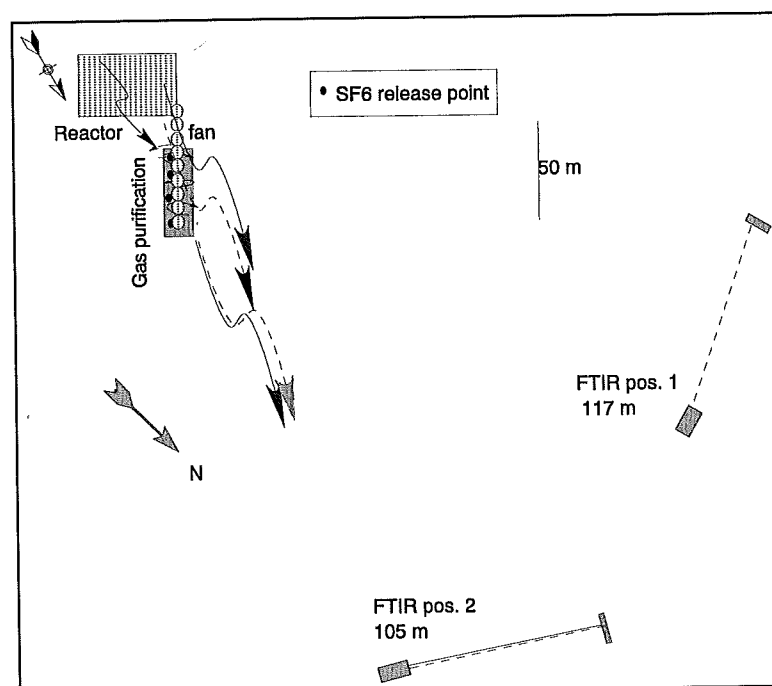 SF6 release point
Reactor
fan
50 m
Gas purification
FTIR pos. 1
117 m
N
FTIR pos. 2
105 m